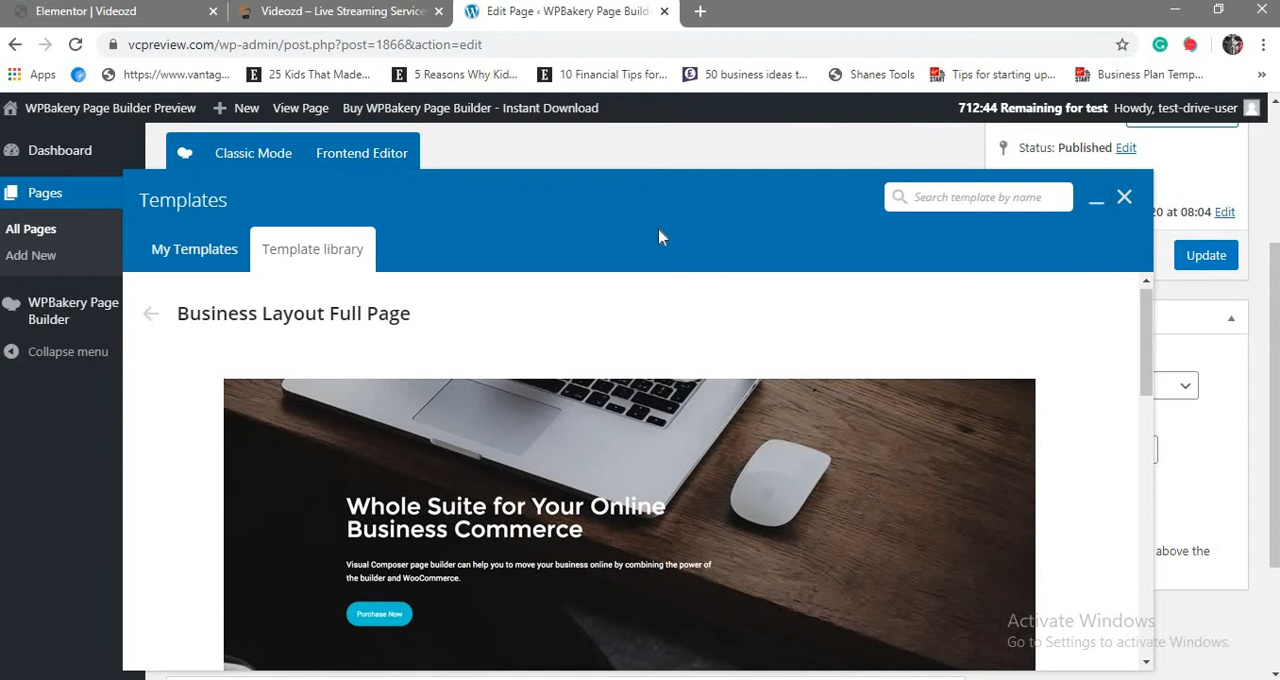 Elementor | Videozd
Videozd – Live Streaming Service
Edit Page ‹ WPBakery Page Builde
vcpreview.com/wp-admin/post.php?post=1866&action=edit
Apps
https://www.vantag...
25 Kids That Made...
5 Reasons Why Kid...
10 Financial Tips for...
50 business ideas t...
Shanes Tools
Tips for starting up...
Business Plan Temp...
WPBakery Page Builder Preview
New
View Page
Buy WPBakery Page Builder - Instant Download
712:44 Remaining for test
Howdy, test-drive-user
Dashboard
Pages
All Pages
Add New
WPBakery Page
Builder
Collapse menu
Classic Mode
Frontend Editor
Status: Published Edit
20 at 08:04 Edit
Update
above the
Templates
Search template by name
My Templates
Template library
Business Layout Full Page
Whole Suite for Your Online
Business Commerce
Visual Composer page builder can help you to move your business online by combining the power of
the builder and WooCommerce.
Purchase Now
Activate Windows
Go to Settings to activate Windows.